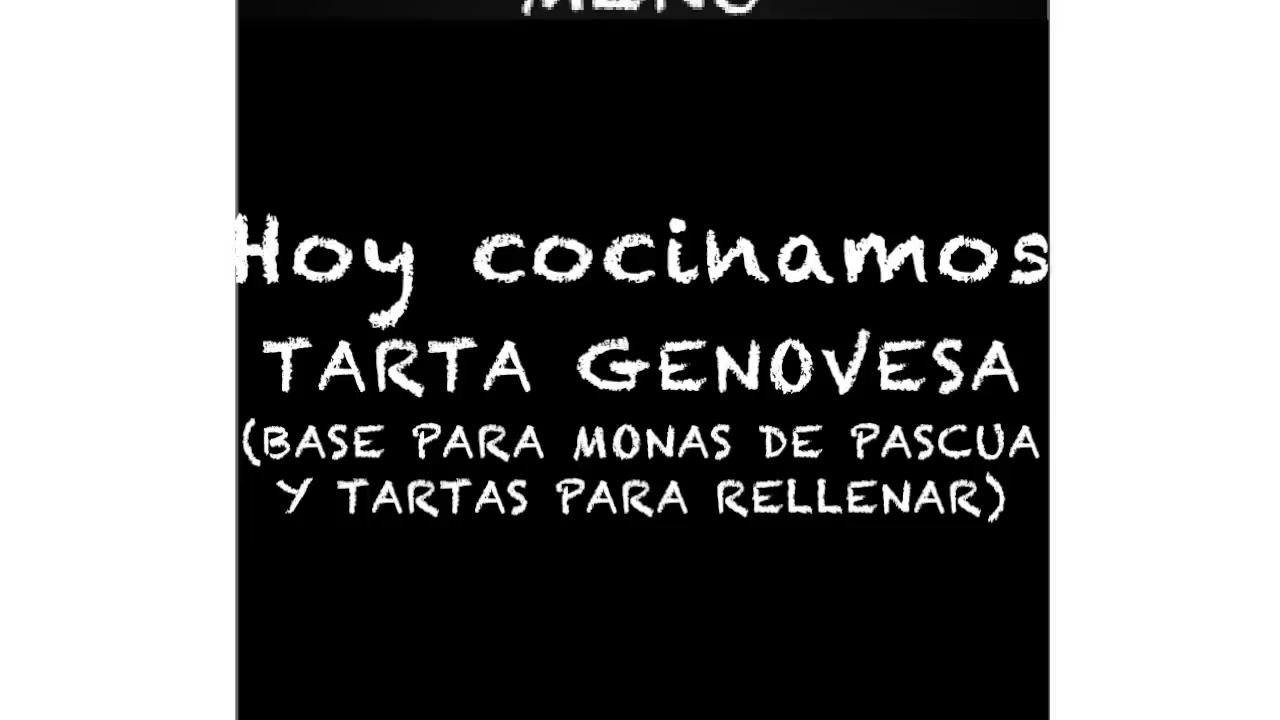 Hoy cocinamos
TARTA GENOVESA
(BASE PARA MONAS DE PASCUA
Y TARTAS PARA RELLENAR)